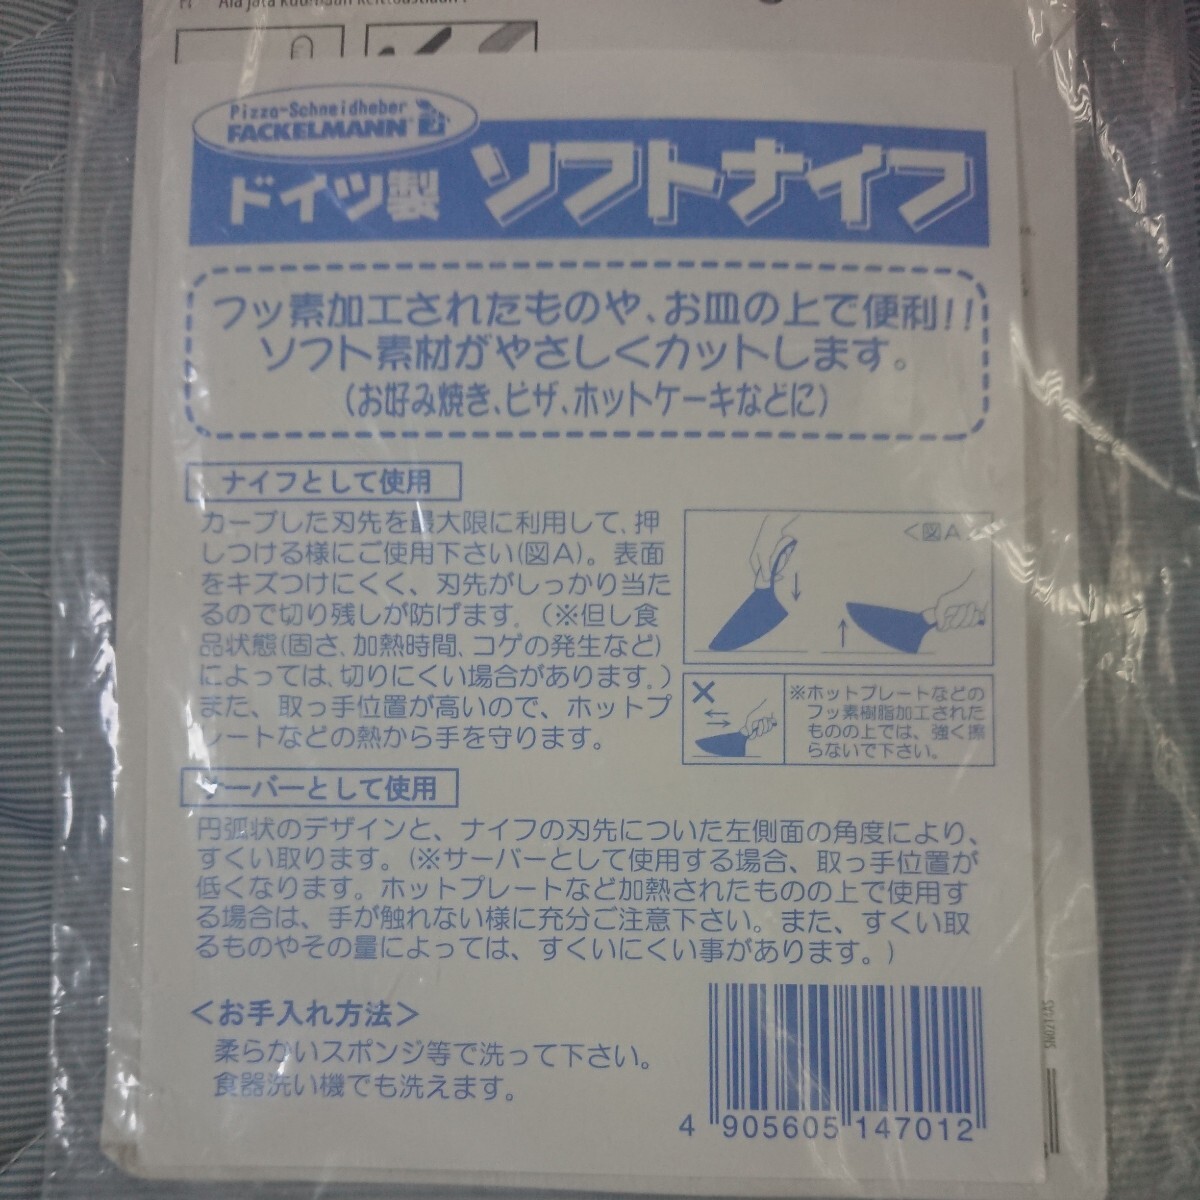 Ala jätä kuumaan keittoastiaan!
Pizza-Schneidheber
FACKELMANN®
ドイツ製 ソフトナイフ
フッ素加工されたものや、お皿の上で便利!!
ソフト素材がやさしくカットします。
(お好み焼き、ピザ、ホットケーキなどに)
ナイフとして使用
カーブした刃先を最大限に利用して、押
しつける様にご使用下さい(図A)。表面
をキズつけにくく、刃先がしっかり当た
るので切り残しが防げます。(※但し食
品状態(固さ、加熱時間、コゲの発生など)
によっては、切りにくい場合があります。)
また、取っ手位置が高いので、ホットプ
レートなどの熱から手を守ります。
<図A
×
※ホットプレートなどの
フッ素樹脂加工された
ものの上では、強く擦
らないで下さい。
サーバーとして使用
円弧状のデザインと、ナイフの刃先についた左側面の角度により、
すくい取ります。(※サーバーとして使用する場合、取っ手位置が
低くなります。ホットプレートなど加熱されたものの上で使用す
る場合は、手が触れない様に充分ご注意下さい。また、すくい取
るものやその量によっては、すくいにくい事があります。)
<お手入れ方法>
柔らかいスポンジ等で洗って下さい。
食器洗い機でも洗えます。
4 905605 147012